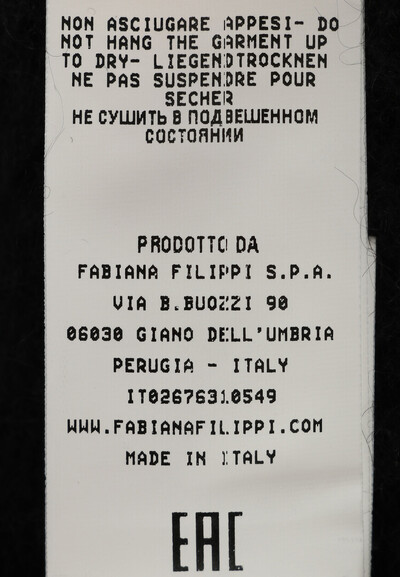 NON ASCIUGARE APPESI- DO
NOT HANG THE GARMENT UP
TO DRY- LIEGENDTROCKNEN
NE PAS SUSPENDRE POUR
SECHER
НЕ СУШИТЬ В ПОДВЕШЕННОМ
СОСТОЯНИИ
PRODOTTO DA
FABIANA FILIPPI S.P.A.
VIA B.BUOZZI 90
06030 GIANO DELL'UMBRIA
PERUGIA - ITALY
IT02676310549
WWW.FABIANAFILIPPI.COM
MADE IN ITALY
EAC